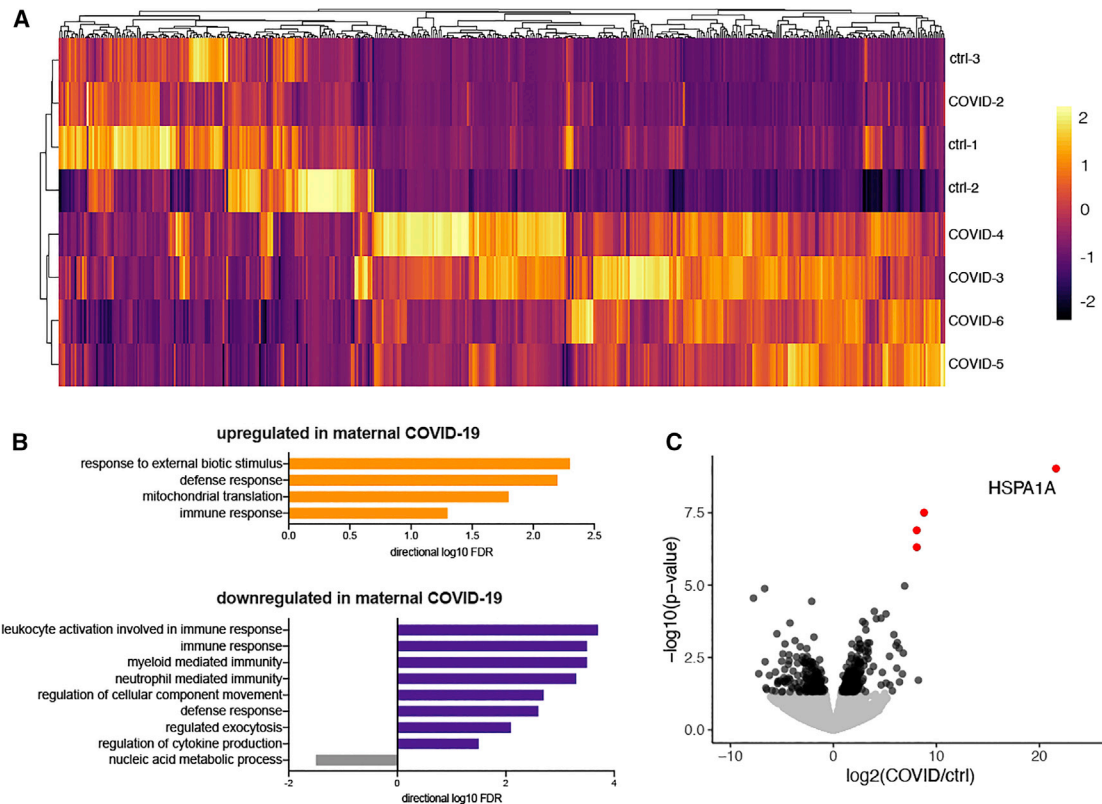 A
ctrl-3
COVID-2
ctrl-1
ctrl-2
COVID-4
COVID-3
COVID-6
COVID-5
2
1
0
-1
-2
B
upregulated in maternal COVID-19
response to external biotic stimulus
defense response
mitochondrial translation
immune response
0.0 0.5 1.0 1.5 2.0 2.5
directional log10 FDR
downregulated in maternal COVID-19
leukocyte activation involved in immune response
immune response
myeloid mediated immunity
neutrophil mediated immunity
regulation of cellular component movement
defense response
regulated exocytosis
regulation of cytokine production
nucleic acid metabolic process
-2 0 2 4
directional log10 FDR
C
HSPA1A
7.5
5.0
2.5
0.0
−log10(p−value)
−10 0 10 20
log2(COVID/ctrl)